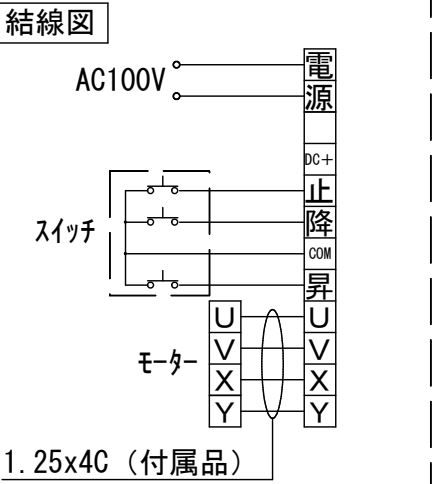 結線図
AC100V
電
源
DC+
止
降
スイッチ
COM
昇
U U
V V
モーター
X X
Y Y
1.25x4C (付属品)